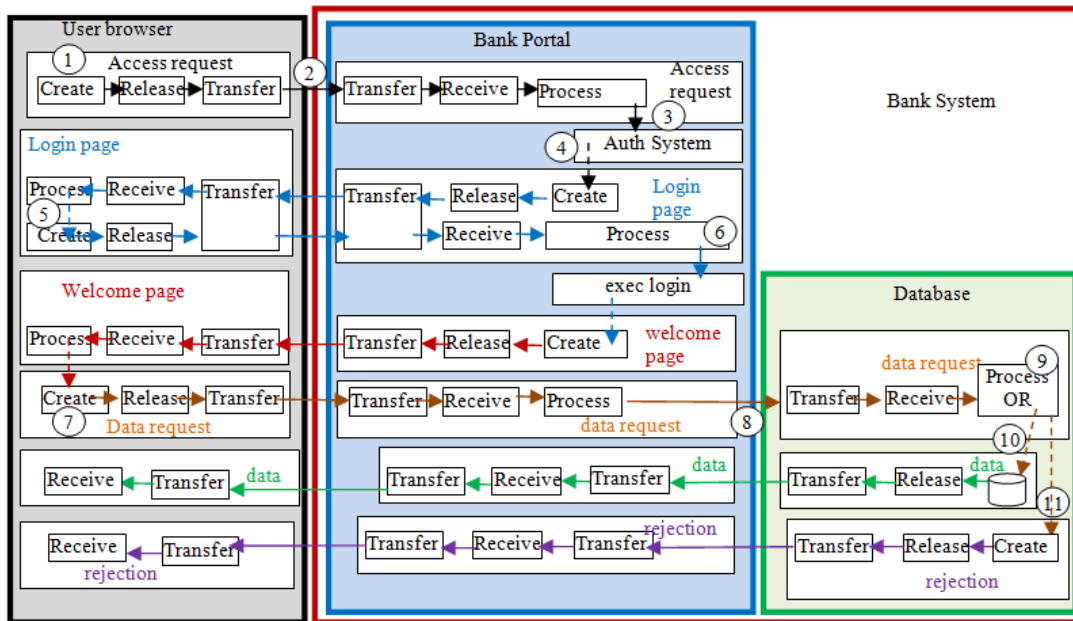 User browser
Bank Portal
Bank System
1
Access request
Create
Release
Transfer
2
Transfer
Receive
Process
Access
request
3
4
Auth System
Login page
Process
Receive
Transfer
5
Create
Release
Transfer
Release
Create
Login
page
Receive
Process
6
exec login
Welcome page
Process
Receive
Transfer
Transfer
Release
Create
welcome
page
Create
Release
Transfer
7
Data request
Transfer
Receive
Process
data request
8
Database
data request
9
Transfer
Receive
Process
OR
10
Receive
Transfer
data
Transfer
Receive
Transfer
data
Transfer
Release
data
11
Receive
Transfer
rejection
Transfer
Receive
Transfer
rejection
Transfer
Release
Create
rejection